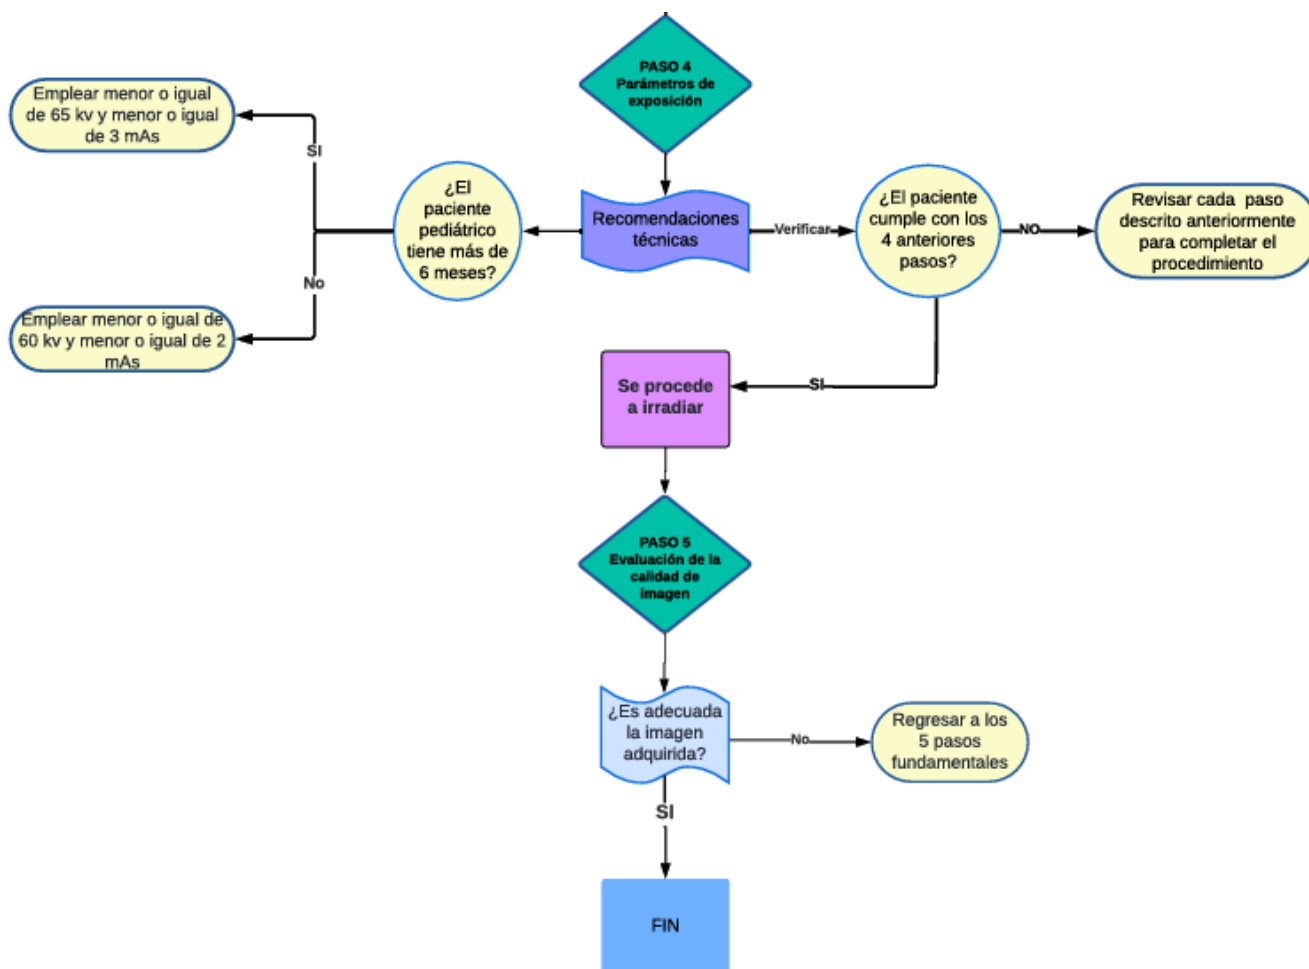 PASO 4
Parámetros de
exposición
Emplear menor o igual
de 65 kv y menor o igual
de 3 mAs
SI
¿El
paciente
pediátrico
tiene más de
6 meses?
No
Emplear menor o igual de
60 kv y menor o igual de 2
mAs
Recomendaciones
técnicas
Verificar
¿El paciente
cumple con los
4 anteriores
pasos?
NO
Revisar cada paso
descrito anteriormente
para completar el
procedimiento
SI
Se procede
a irradiar
PASO 5
Evaluación de la
calidad de
imagen
¿Es adecuada
la imagen
adquirida?
No
Regresar a los
5 pasos
fundamentales
SI
FIN